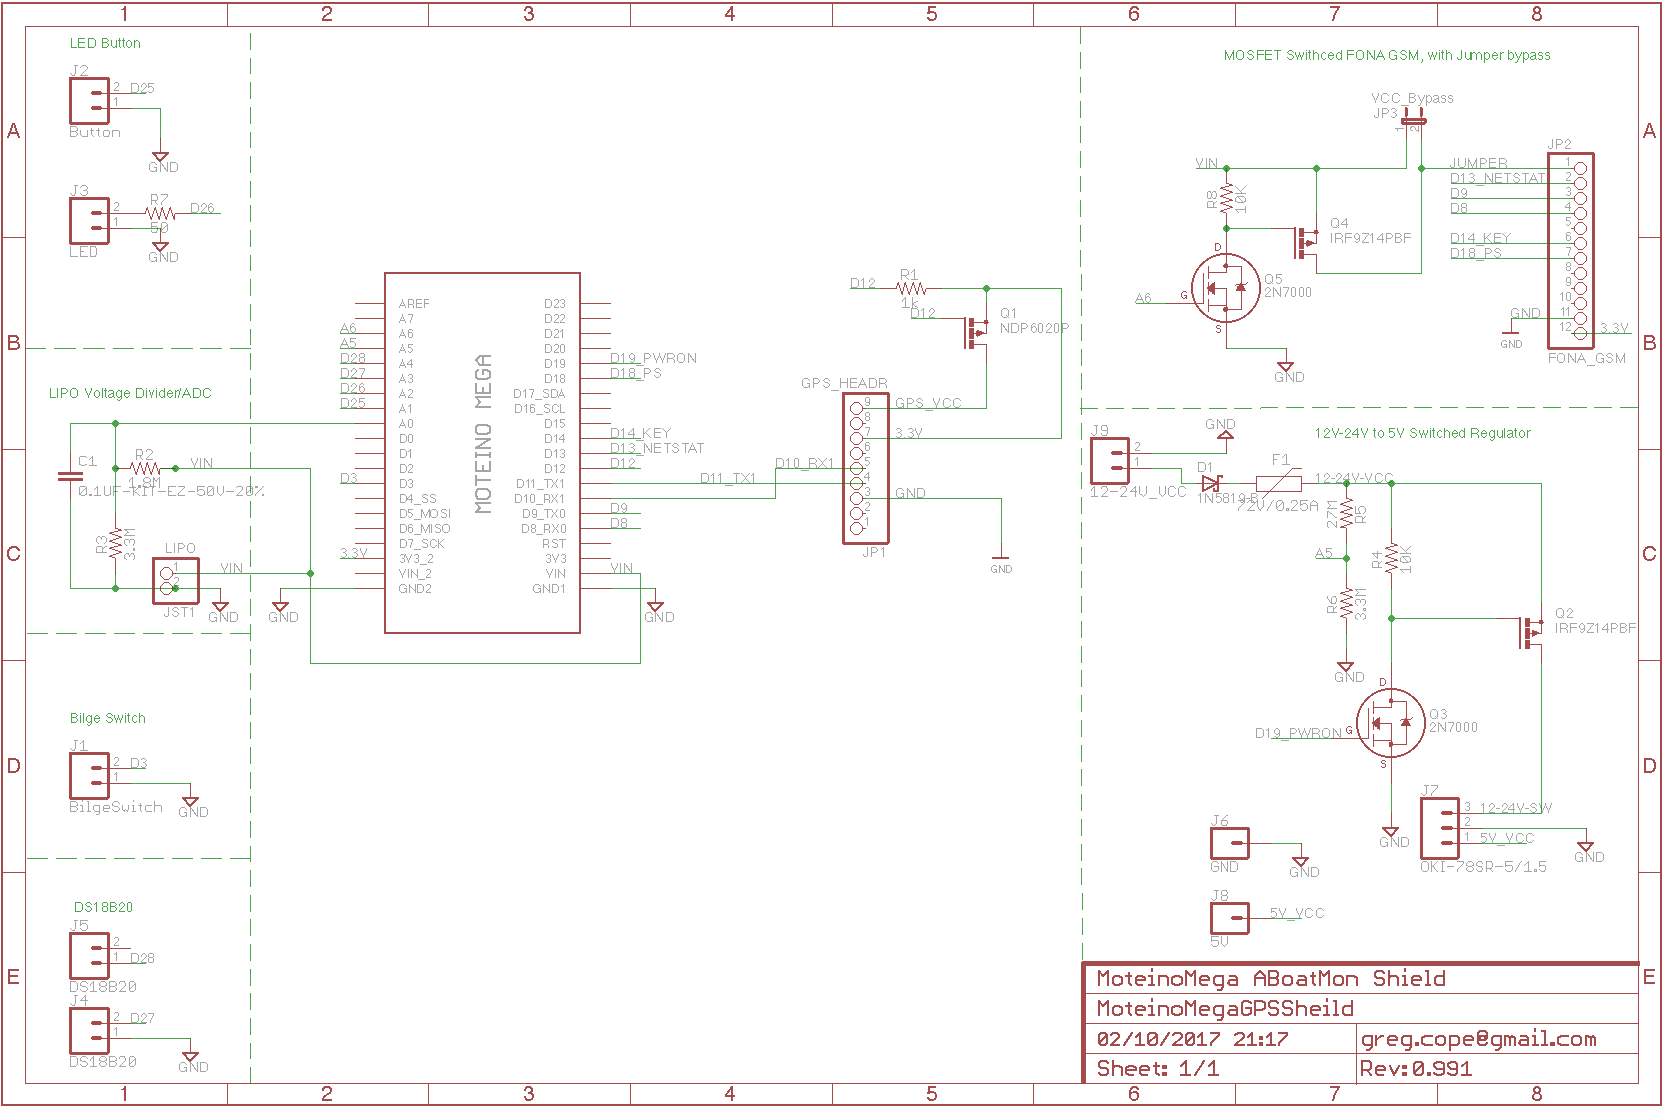 1 2 3 4 5 6 7 8
A
B
C
D
E
A
B
C
D
E
LED Button
J2
2 D25
1
Button
GND
J3
2 R7 D26
1 50
LED
GND
LIPO Voltage Divider/ADC
C1
0.1UF-KIT-EZ-50V-20%
R2
1.8M
VIN
R3
3.3M
LIPO
1 VIN
2
JST1
GND
Bilge Switch
J1
2 D3
1
BilgeSwitch
GND
DS18B20
J5
2
1 D28
DS18B20
J4
2 D27
1
DS18B20
GND
MOTEINO MEGA
A6
A5
D28
D27
D26
D25
D3
3.3V
GND
AREF
A7
A6
A5
A4
A3
A2
A1
A0
D0
D1
D2
D3
D4_SS
D5_MOSI
D6_MISO
D7_SCK
3V3_2
VIN_2
GND2
D23
D22
D21
D20
D19
D18
D17_SDA
D16_SCL
D15
D14
D13
D12
D11_TX1
D10_RX1
D9_TX0
D8_RX0
RST
3V3
VIN
GND1
D19_PWRON
D18_PS
D14_KEY
D13_NETSTAT
D12
D9
D8
VIN
GND
D11_TX1
D10_RX1
D12
R1
1k
D12
Q1
NDP6020P
GPS_HEADR
9 GPS_VCC
8
7 3.3V
6
5
4
3 GND
2
1
JP1
GND
MOSFET Swithced FONA GSM, with Jumper bypass
VCC_Bypass
JP3
1 2
VIN
R8
10K
Q4
IRF9Z14PBF
D
Q5
2N7000
A6
G
S
GND
JP2
JUMPER 1
D13_NETSTAT 2
D9 3
D8 4
5
D14_KEY 6
D18_PS 7
8
9
10
GND 11
12 3.3V
GND
FONA_GSM
12V-24V to 5V Switched Regulator
J9
2
1
12-24V_VCC
GND
D1
1N5819-B
F1
72V/0.25A
12-24V-VCC
27M
R5
A5
R4
10K
R6
3.3M
GND
Q2
IRF9Z14PBF
D
Q3
2N7000
D19_PWRON
G
S
GND
J7
3 12-24V-SW
2
1 5V_VCC
OKI-78SR-5/1.5
GND
J6
GND
GND
J8
5V_VCC
5V
MoteinoMega ABoatMon Shield
MoteinoMegaGPSSheild
02/10/2017 21:17
greg.cope@gmail.com
Sheet: 1/1
Rev:0.991
1 2 3 4 5 6 7 8